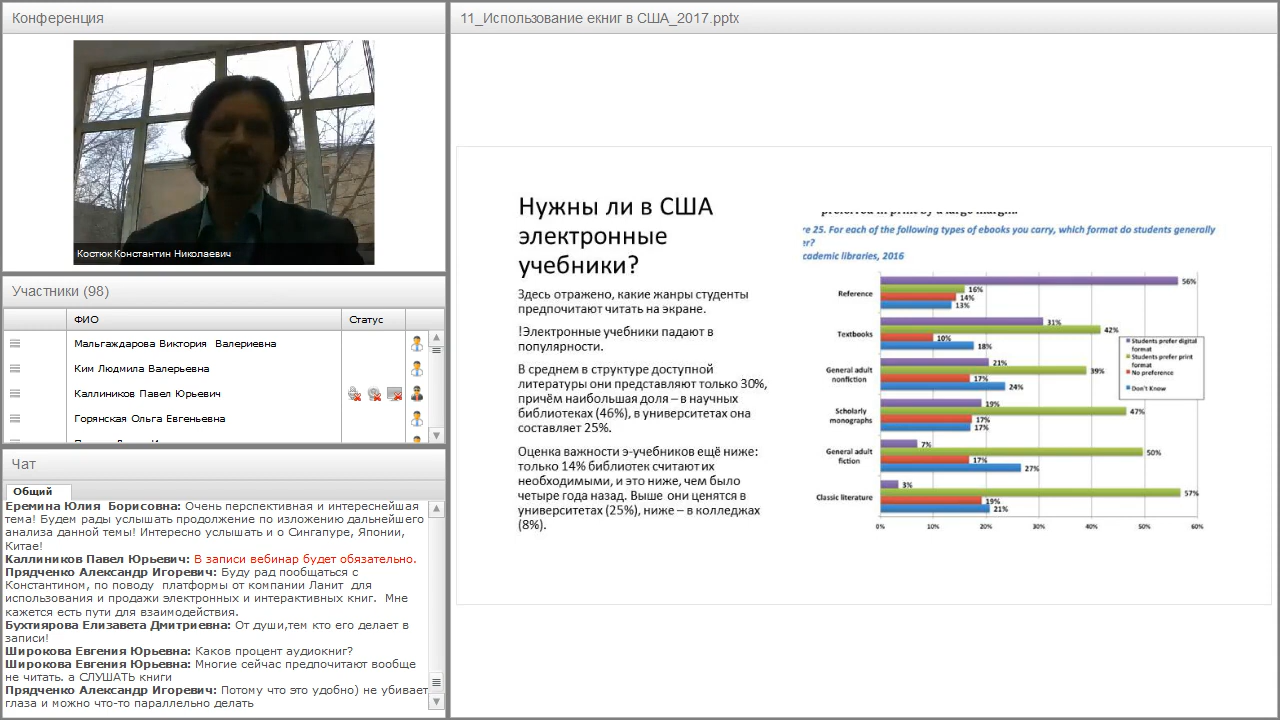 Конференция
Костюк Константин Николаевич
Участники (98)
ФИО
Статус
Мальгаждарова Виктория Валериевна
Ким Людмила Валерьевна
Каллиников Павел Юрьевич
Горянская Ольга Евгеньевна
Чат
Общий
Еремина Юлия Борисовна: Очень перспективная и интереснейшая
тема! Будем рады услышать продолжение по изложению дальнейшего
анализа данной темы! Интересно услышать и о Сингапуре, Японии,
Китае!
Каллиников Павел Юрьевич: В записи вебинар будет обязательно.
Прядченко Александр Игоревич: Буду рад пообщаться с
Константином, по поводу платформы от компании Ланит для
использования и продажи электронных и интерактивных книг. Мне
кажется есть пути для взаимодействия.
Бухтиярова Елизавета Дмитриевна: От души,тем кто его делает в
записи!
Широкова Евгения Юрьевна: Каков процент аудиокниг?
Широкова Евгения Юрьевна: Многие сейчас предпочитают вообще
не читать. а СЛУШАТЬ книги
Прядченко Александр Игоревич: Потому что это удобно) не убивает
глаза и можно что-то параллельно делать
11_Использование екниг в США_2017.pptx
Нужны ли в США
электронные
учебники?
Здесь отражено, какие жанры студенты
предпочитают читать на экране.
!Электронные учебники падают в
популярности.
В среднем в структуре доступной
литературы они представляют только 30%,
причём наибольшая доля – в научных
библиотеках (46%), в университетах она
составляет 25%.
Оценка важности э-учебников ещё ниже:
только 14% библиотек считают их
необходимыми, и это ниже, чем было
четыре года назад. Выше они ценятся в
университетах (25%), ниже – в колледжах
(8%).
preferred in print by a large margin.
re 25. For each of the following types of ebooks you carry, which format do students generally
er?
cademic libraries, 2016
Reference
56%
16%
14%
13%
Textbooks
31%
42%
10%
18%
General adult
nonfiction
21%
39%
17%
24%
Scholarly
monographs
19%
47%
17%
17%
General adult
fiction
7%
50%
17%
27%
Classic literature
3%
57%
19%
21%
0%
10%
20%
30%
40%
50%
60%
Students prefer digital
format
Students prefer print
format
No preference
Don't Know